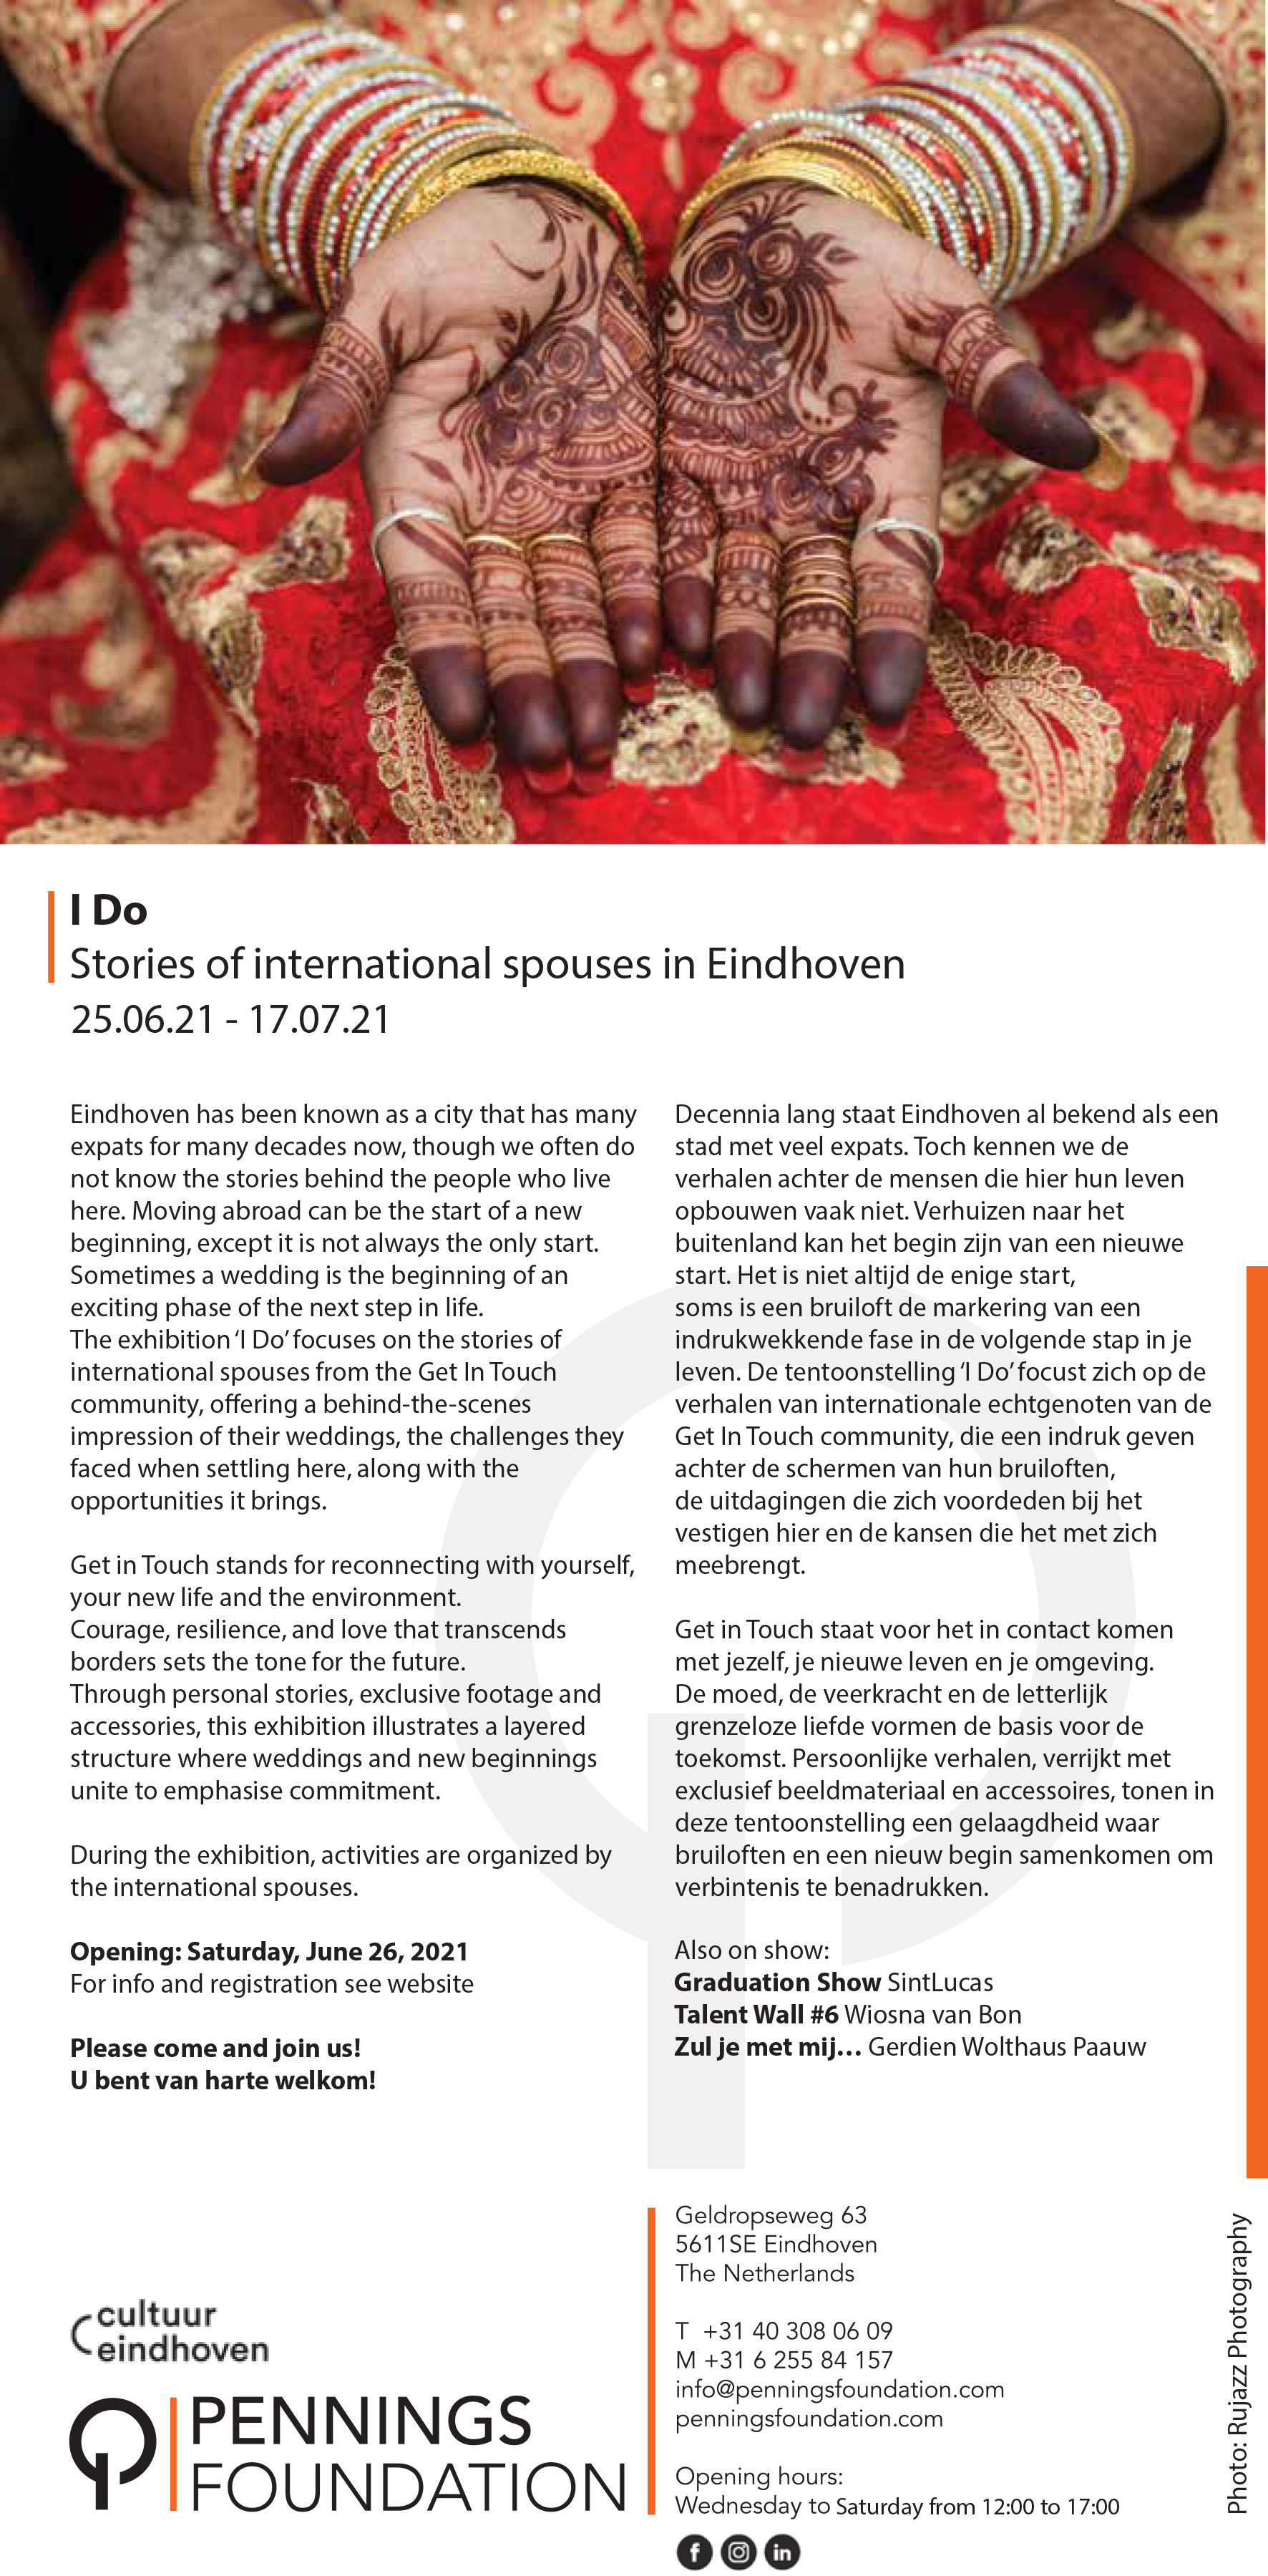 I Do
Stories of international spouses in Eindhoven
25.06.21 - 17.07.21
Eindhoven has been known as a city that has many
expats for many decades now, though we often do
not know the stories behind the people who live
here. Moving abroad can be the start of a new
beginning, except it is not always the only start.
Sometimes a wedding is the beginning of an
exciting phase of the next step in life.
The exhibition ‘I Do’ focuses on the stories of
international spouses from the Get In Touch
community, offering a behind-the-scenes
impression of their weddings, the challenges they
faced when settling here, along with the
opportunities it brings.
Get in Touch stands for reconnecting with yourself,
your new life and the environment.
Courage, resilience, and love that transcends
borders sets the tone for the future.
Through personal stories, exclusive footage and
accessories, this exhibition illustrates a layered
structure where weddings and new beginnings
unite to emphasise commitment.
During the exhibition, activities are organized by
the international spouses.
Opening: Saturday, June 26, 2021
For info and registration see website
Please come and join us!
U bent van harte welkom!
Decennia lang staat Eindhoven al bekend als een
stad met veel expats. Toch kennen we de
verhalen achter de mensen die hier hun leven
opbouwen vaak niet. Verhuizen naar het
buitenland kan het begin zijn van een nieuwe
start. Het is niet altijd de enige start,
soms is een bruiloft de markering van een
indrukwekkende fase in de volgende stap in je
leven. De tentoonstelling ‘I Do’ focust zich op de
verhalen van internationale echtgenoten van de
Get In Touch community, die een indruk geven
achter de schermen van hun bruiloften,
de uitdagingen die zich voordeden bij het
vestigen hier en de kansen die het met zich
meebrengt.
Get in Touch staat voor het in contact komen
met jezelf, je nieuwe leven en je omgeving.
De moed, de veerkracht en de letterlijk
grenzeloze liefde vormen de basis voor de
toekomst. Persoonlijke verhalen, verrijkt met
exclusief beeldmateriaal en accessoires, tonen in
deze tentoonstelling een gelaagdheid waar
bruiloften en een nieuw begin samenkomen om
verbintenis te benadrukken.
Also on show:
Graduation Show SintLucas
Talent Wall #6 Wiosna van Bon
Zul je met mij... Gerdien Wolthaus Paauw
cultuur
eindhoven
PENNINGS
FOUNDATION
Geldropseweg 63
5611SE Eindhoven
The Netherlands
T +31 40 308 06 09
M +31 6 255 84 157
info@penningsfoundation.com
penningsfoundation.com
Opening hours:
Wednesday to Saturday from 12:00 to 17:00
f in
Photo: Rujazz Photography